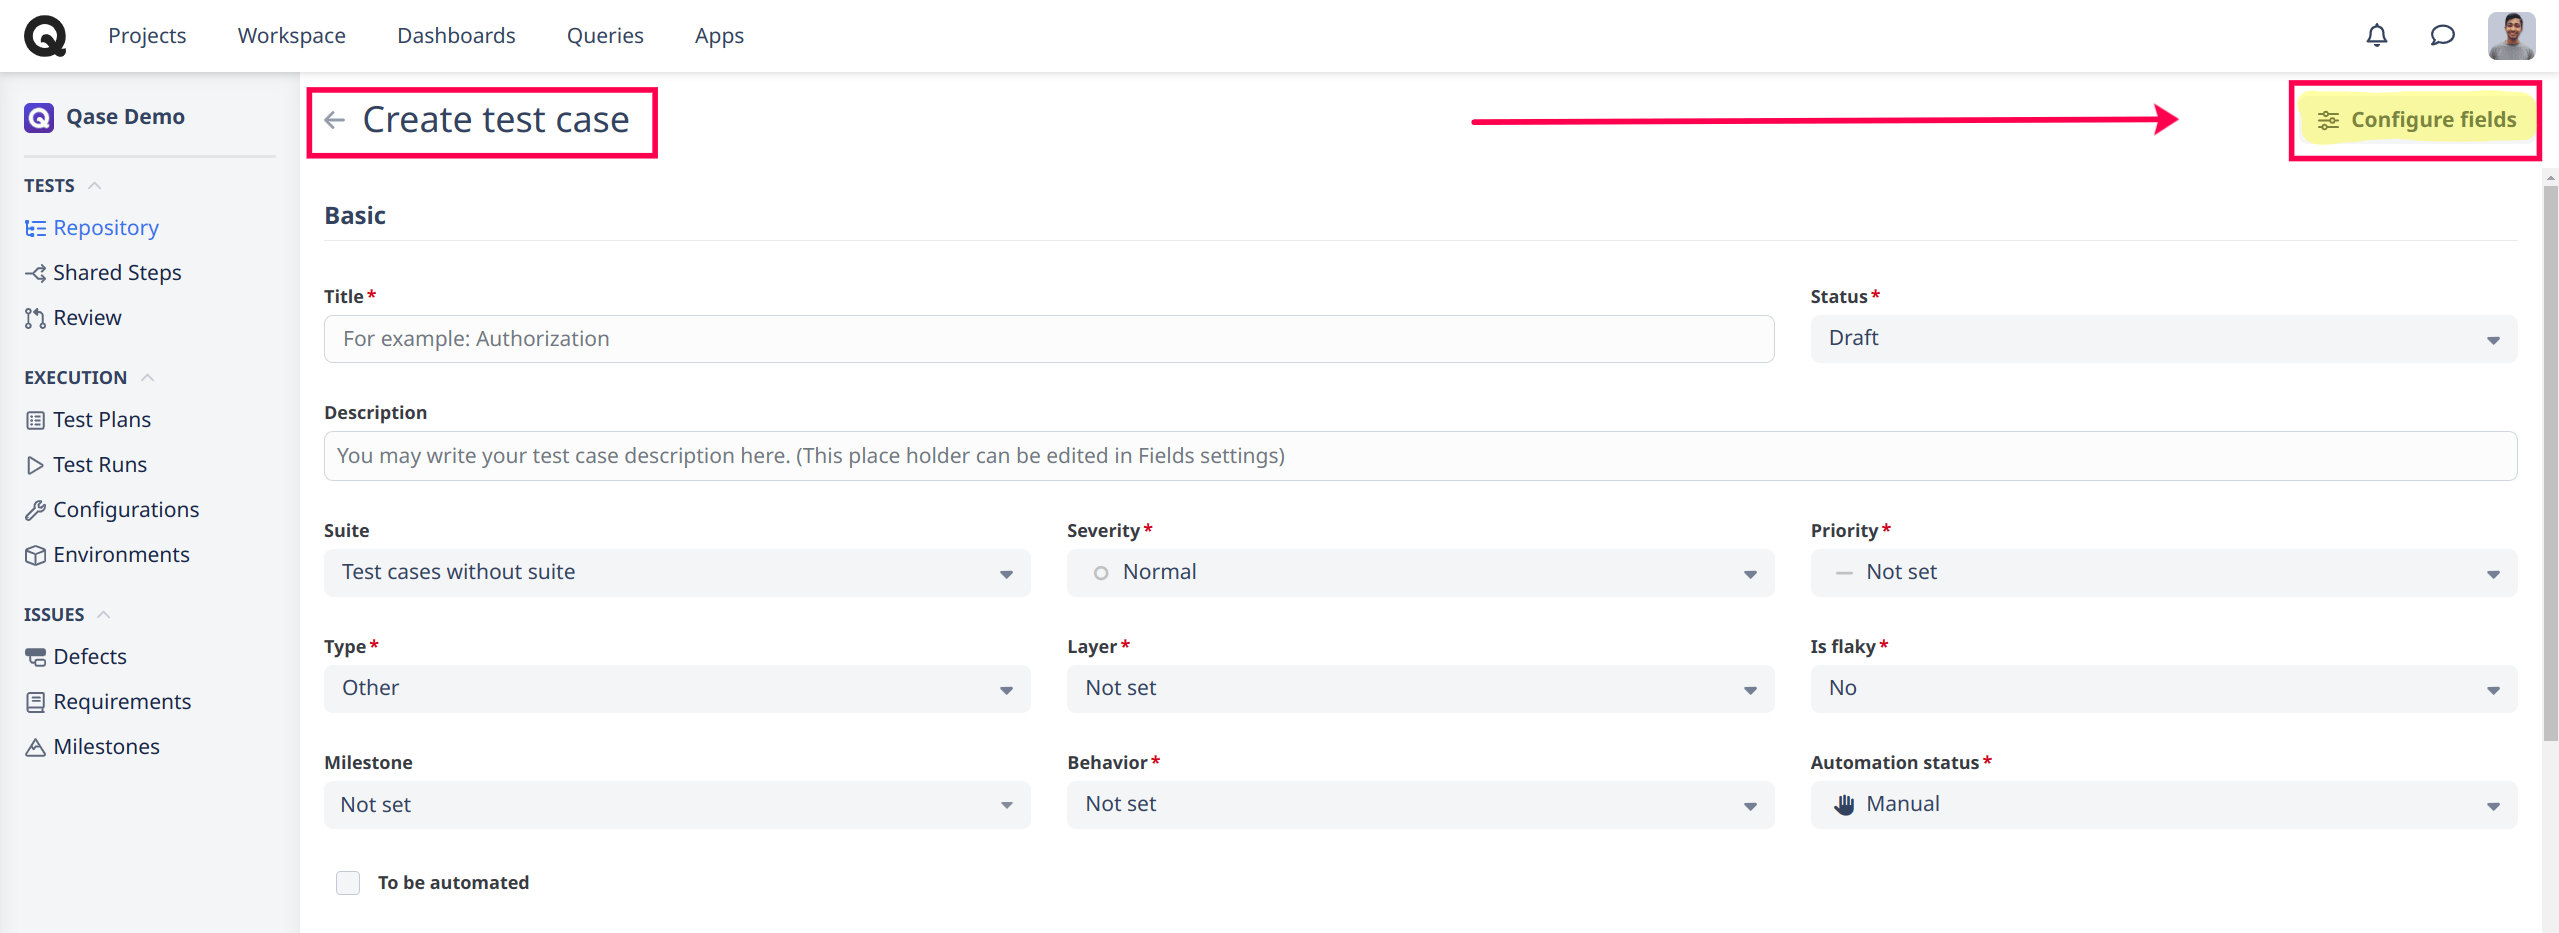 Projects Workspace Dashboards Queries Apps
Qase Demo
TESTS
Repository
Shared Steps
Review
EXECUTION
Test Plans
Test Runs
Configurations
Environments
ISSUES
Defects
Requirements
Milestones
Create test case
Configure fields
Basic
Title * Status *
For example: Authorization Draft
Description
You may write your test case description here. (This place holder can be edited in Fields settings)
Suite Severity * Priority *
Test cases without suite Normal Not set
Type * Layer * Is flaky *
Other Not set No
Milestone Behavior * Automation status *
Not set Not set Manual
To be automated